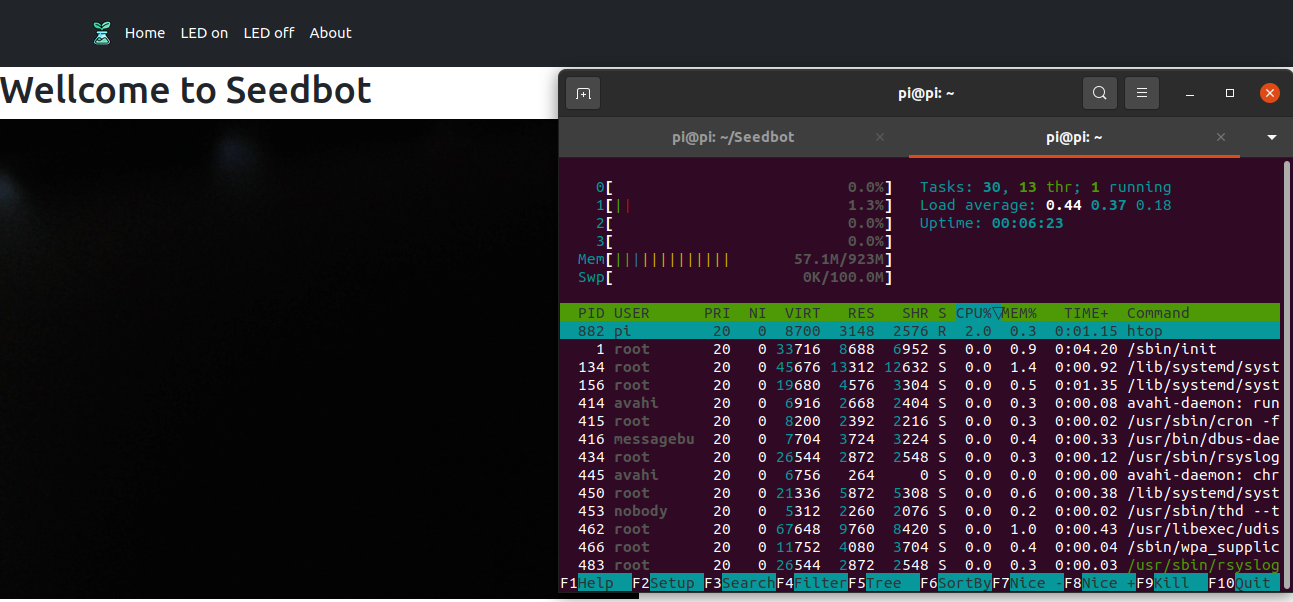 Home LED on LED off About
Wellcome to Seedbot
pi@pi: ~
pi@pi: ~/Seedbot × pi@pi: ~ ×
0[ 0.0%] Tasks: 30, 13 thr; 1 running
1[|| 1.3%] Load average: 0.44 0.37 0.18
2[ 0.0%] Uptime: 00:06:23
3[ 0.0%]
Mem[||||||||||||| 57.1M/923M]
Swp[ 0K/100.0M]
PID USER PRI NI VIRT RES SHR S CPU%▽MEM% TIME+ Command
882 pi 20 0 8700 3148 2576 R 2.0 0.3 0:01.15 htop
1 root 20 0 33716 8688 6952 S 0.0 0.9 0:04.20 /sbin/init
134 root 20 0 45676 13312 12632 S 0.0 1.4 0:00.92 /lib/systemd/syst
156 root 20 0 19680 4576 3304 S 0.0 0.5 0:01.35 /lib/systemd/syst
414 avahi 20 0 6916 2668 2404 S 0.0 0.3 0:00.08 avahi-daemon: run
415 root 20 0 8200 2392 2216 S 0.0 0.3 0:00.02 /usr/sbin/cron -f
416 messagebu 20 0 7704 3724 3224 S 0.0 0.4 0:00.33 /usr/bin/dbus-dae
434 root 20 0 26544 2872 2548 S 0.0 0.3 0:00.12 /usr/sbin/rsyslog
445 avahi 20 0 6756 264 0 S 0.0 0.0 0:00.00 avahi-daemon: chr
450 root 20 0 21336 5872 5308 S 0.0 0.6 0:00.38 /lib/systemd/syst
453 nobody 20 0 5312 2260 2076 S 0.0 0.2 0:00.02 /usr/sbin/thd --t
462 root 20 0 67648 9760 8420 S 0.0 1.0 0:00.43 /usr/libexec/udis
466 root 20 0 11752 4080 3704 S 0.0 0.4 0:00.04 /sbin/wpa_supplic
483 root 20 0 26544 2872 2548 S 0.0 0.3 0:00.03 /usr/sbin/rsyslog
F1Help F2Setup F3SearchF4FilterF5Tree F6SortByF7Nice -F8Nice +F9Kill F10Quit